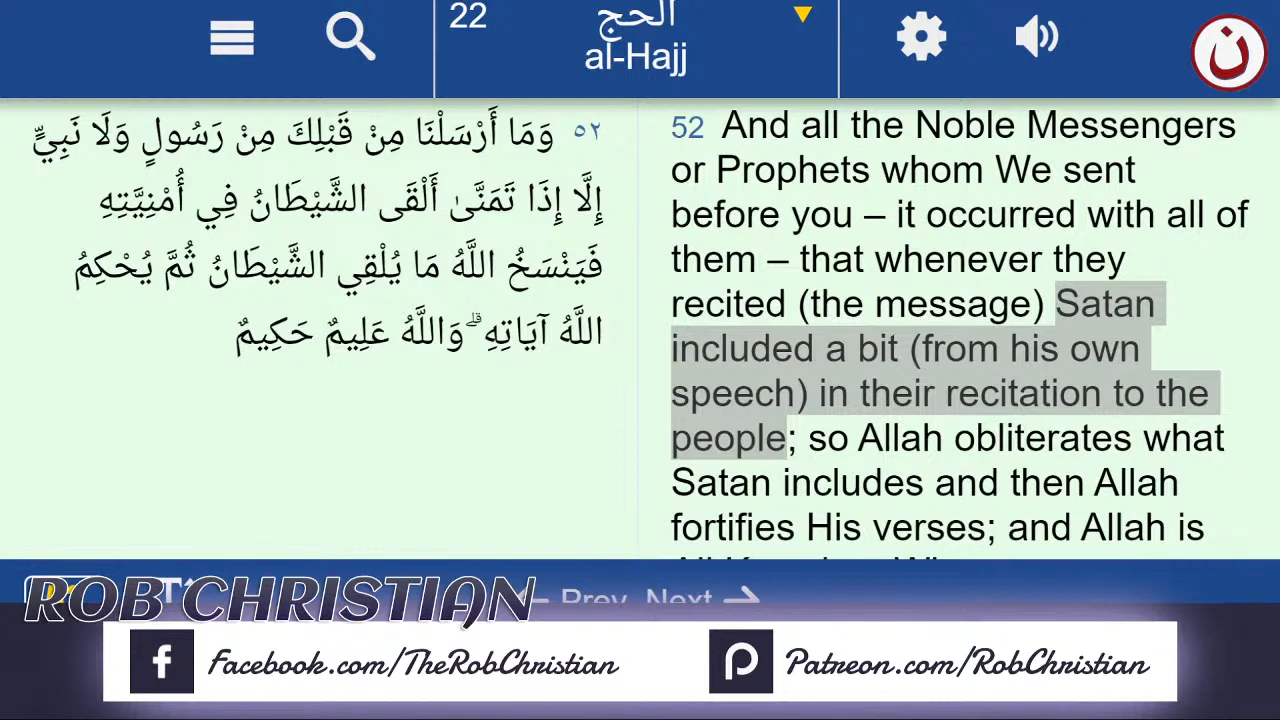 22
الحج
al-Hajj
ن
٥٢ وَمَا أَرْسَلْنَا مِنْ قَبْلِكَ مِنْ رَسُولٍ وَلَا نَبِيٍّ
إِلَّا إِذَا تَمَنَّىٰ أَلْقَى الشَّيْطَانُ فِي أُمْنِيَّتِهِ
فَيَنْسَخُ اللَّهُ مَا يُلْقِي الشَّيْطَانُ ثُمَّ يُحْكِمُ
اللَّهُ آيَاتِهِ ۗ وَاللَّهُ عَلِيمٌ حَكِيمٌ
52 And all the Noble Messengers
or Prophets whom We sent
before you – it occurred with all of
them – that whenever they
recited (the message) Satan
included a bit (from his own
speech) in their recitation to the
people; so Allah obliterates what
Satan includes and then Allah
fortifies His verses; and Allah is
Prev Next
ROB CHRISTIAN
Facebook.com/TheRobChristian
Patreon.com/RobChristian